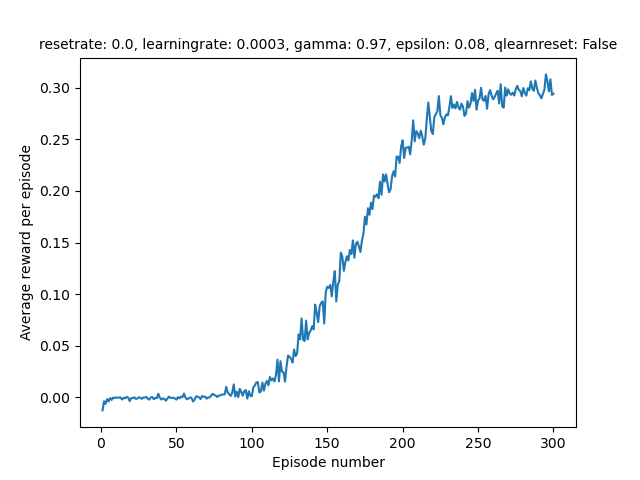 resetrate: 0.0, learningrate: 0.0003, gamma: 0.97, epsilon: 0.08, qlearnreset: False
0.30
0.25
0.20
0.15
0.10
0.05
0.00
Average reward per episode
0 50 100 150 200 250 300
Episode number